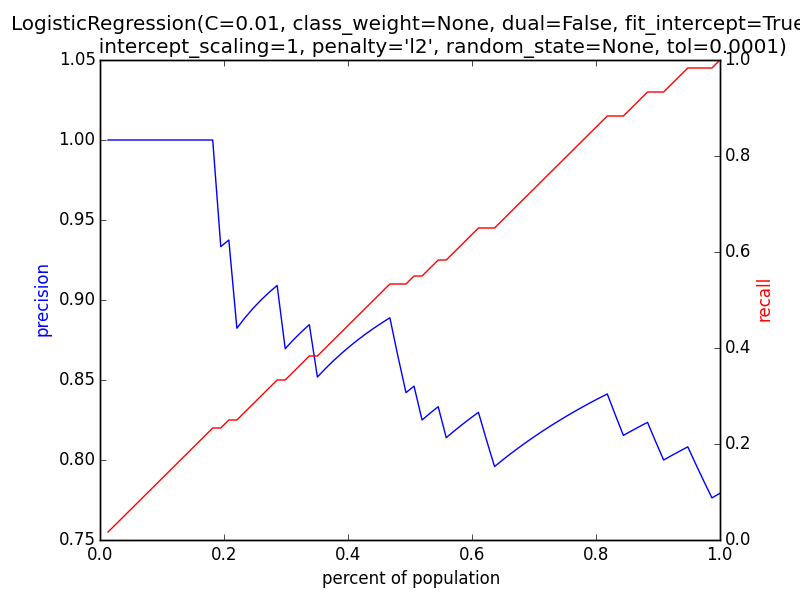 LogisticRegression(C=0.01, class_weight=None, dual=False, fit_intercept=True
intercept_scaling=1, penalty='l2', random_state=None, tol=0.0001)
1.05
1.00
0.95
0.90
0.85
0.80
0.75
precision
1.0
0.8
0.6
0.4
0.2
0.0
recall
0.0 0.2 0.4 0.6 0.8 1.0
percent of population